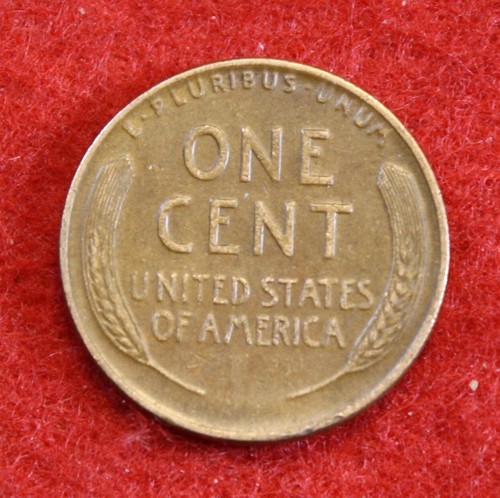 E·PLURIBUS·UNUM
ONE
CENT
UNITED STATES
OF AMERICA